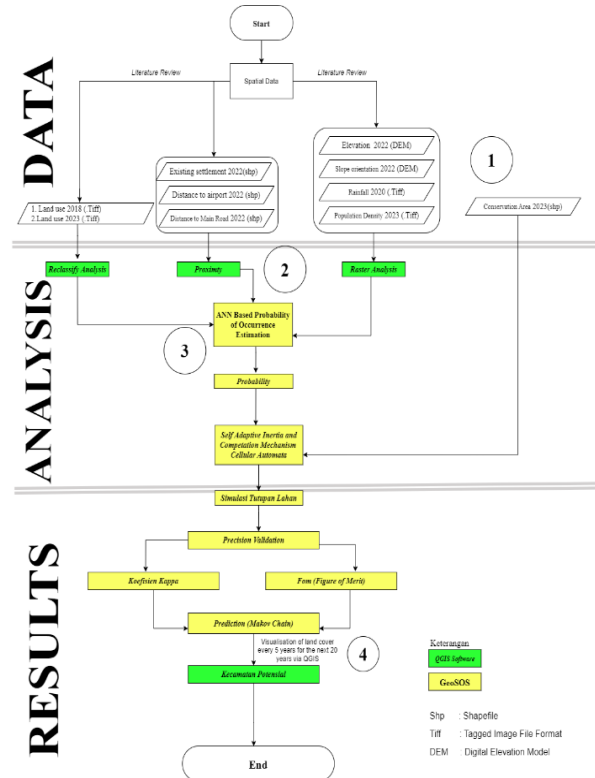 Start
Literature Review
Literature Review
Spatial Data
DATA
Elevation 2022 (DEM)
Slope orientation 2022 (DEM)
Rainfall 2020 (.Tiff)
Population Density 2023 (.Tiff)
1
Existing settlement 2022(shp)
Distance to airport 2022 (shp)
Distance to Main Road 2022 (shp)
1. Land use 2018 (.Tiff)
2.Land use 2023 (.Tiff)
Conservation Area 2023(shp)
ANALYSIS
Reclassify Analysis
Proximty
2
Raster Analysis
ANN Based Probability
of Occurrence
Estimation
3
Probability
Self Adaptive Inertia and
Competation Mechanism
Cellular Automata
RESULTS
Simulasi Tutupan Lahan
Precision Validation
Koefisien Kappa
Fom (Figure of Merit)
Prediction (Makov Chain)
Visualisation of land cover
every 5 years for the next 20
years via QGIS
4
Kecamatan Potensial
End
Keterangan
QGIS Software
GeoSOS
Shp : Shapefile
Tiff : Tagged Image File Format
DEM : Digital Elevation Model